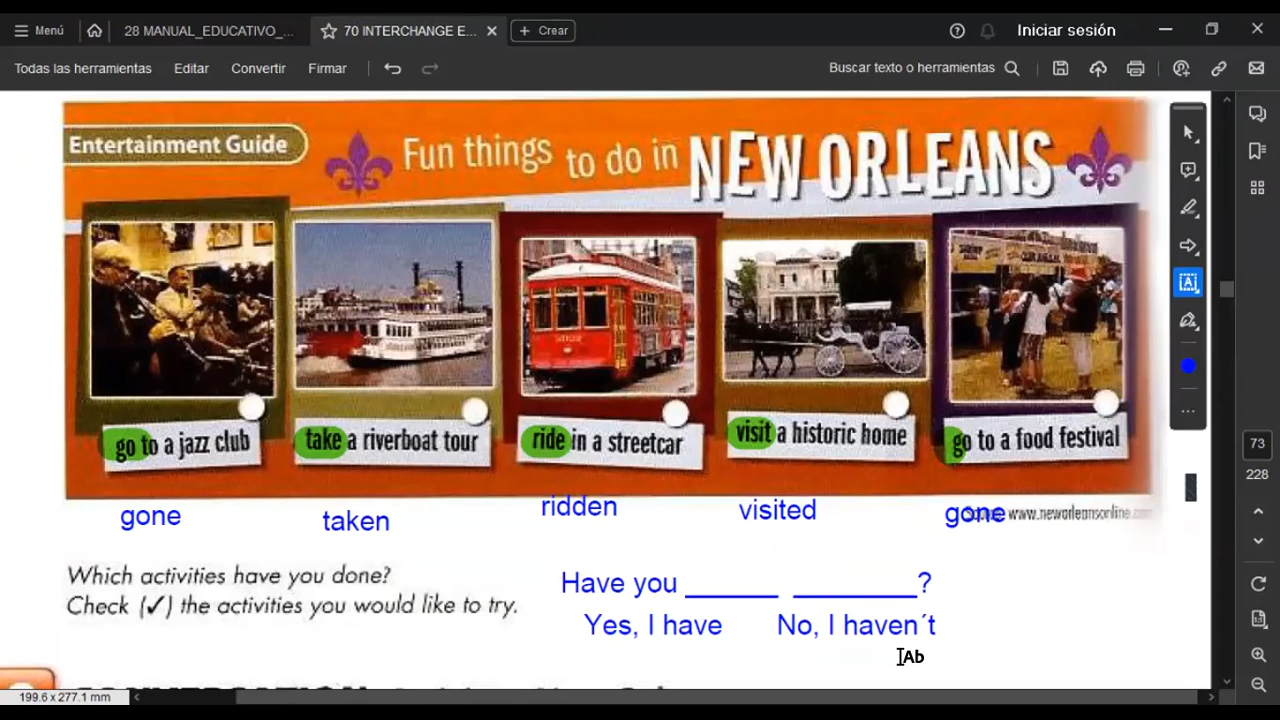 Menú
28 MANUAL_EDUCATIVO_...
70 INTERCHANGE E...
Crear
Iniciar sesión
Todas las herramientas
Editar
Convertir
Firmar
Buscar texto o herramientas
Entertainment Guide
Fun things to do in NEW ORLEANS
go to a jazz club
take a riverboat tour
ride in a streetcar
visit a historic home
go to a food festival
gone
taken
ridden
visited
gone
www.neworleansonline.com
Which activities have you done?
Check (✓) the activities you would like to try.
Have you ______ ________?
Yes, I have
No, I haven´t
Ab
73
228
199.6 x 277.1 mm